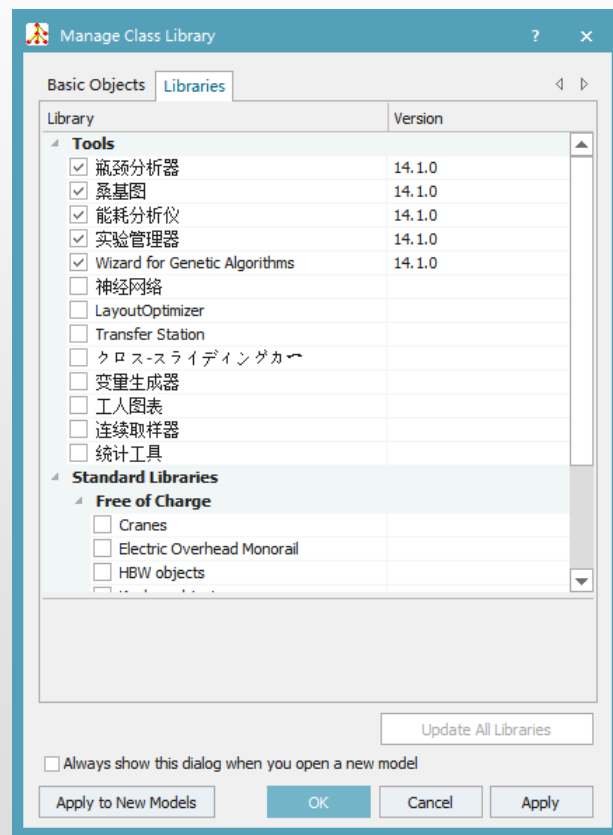 Manage Class Library
Basic Objects Libraries
Library Version
Tools
瓶颈分析器 14.1.0
桑基图 14.1.0
能耗分析仪 14.1.0
实验管理器 14.1.0
Wizard for Genetic Algorithms 14.1.0
神经网络
LayoutOptimizer
Transfer Station
クロス-スライディングカー
变量生成器
工人图表
连续取样器
统计工具
Standard Libraries
Free of Charge
Cranes
Electric Overhead Monorail
HBW objects
Update All Libraries
Always show this dialog when you open a new model
Apply to New Models OK Cancel Apply